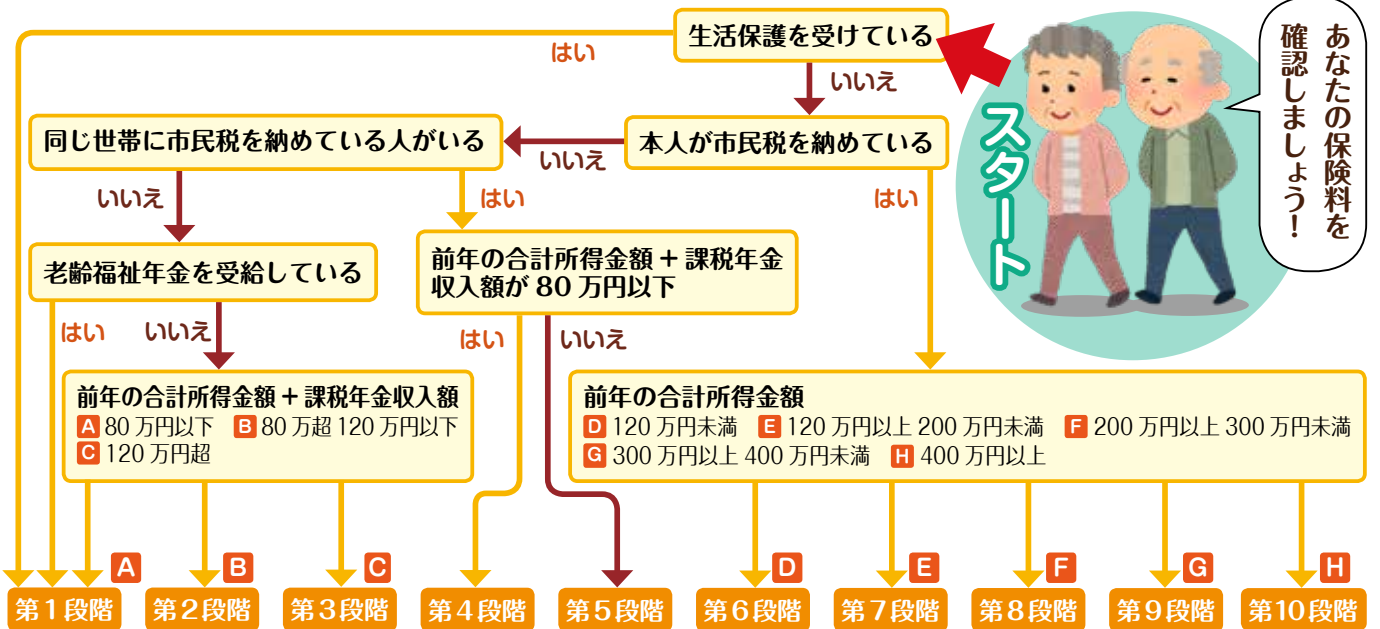 あなたの保険料を
確認しましょう！
スタート
生活保護を受けている
はい
いいえ
本人が市民税を納めている
いいえ
はい
同じ世帯に市民税を納めている人がいる
いいえ
はい
老齢福祉年金を受給している
はい
いいえ
前年の合計所得金額＋課税年金
収入額が 80 万円以下
はい
いいえ
前年の合計所得金額＋課税年金収入額
A 80 万円以下 B 80 万超 120 万円以下
C 120 万円超
前年の合計所得金額
D 120 万円未満 E 120 万円以上 200 万円未満 F 200 万円以上 300 万円未満
G 300 万円以上 400 万円未満 H 400 万円以上
A
B
C
D
E
F
G
H
第1段階
第2段階
第3段階
第4段階
第5段階
第6段階
第7段階
第8段階
第9段階
第10段階